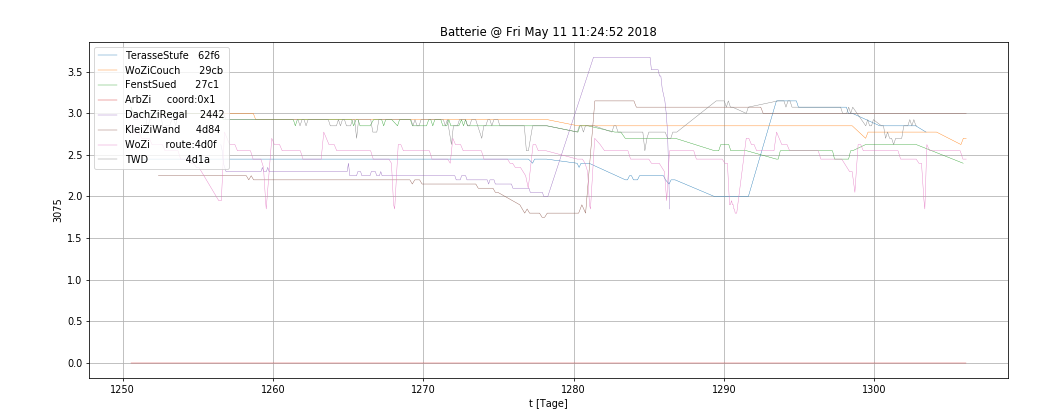 Batterie @ Fri May 11 11:24:52 2018
TerasseStufe 62f6
WoZiCouch 29cb
FenstSued 27c1
ArbZi coord:0x1
DachZiRegal 2442
KleiZiWand 4d84
WoZi route:4d0f
TWD 4d1a
3.5
3.0
2.5
2.0
1.5
1.0
0.5
0.0
3075
1250 1260 1270 1280 1290 1300
t [Tage]